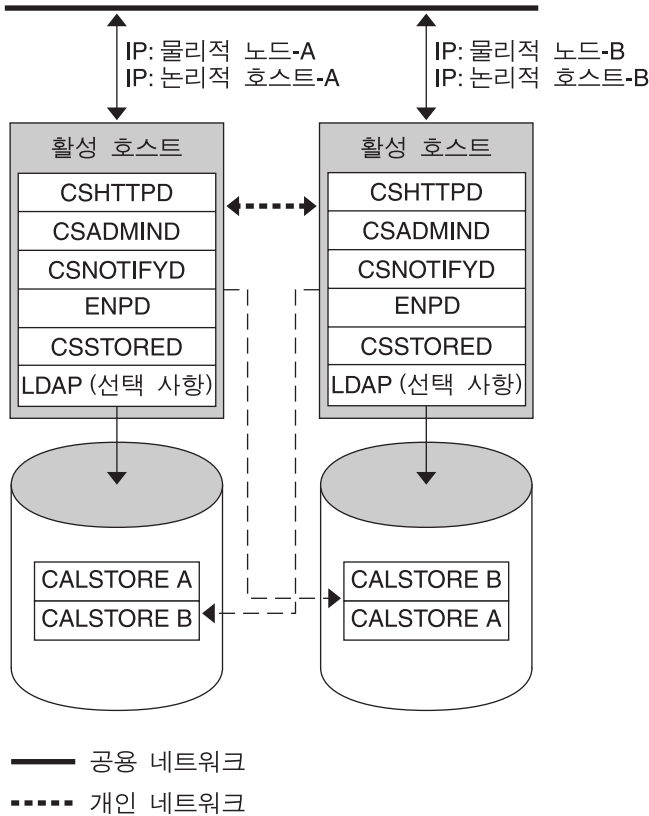 IP: 물리적 노드-A
IP: 논리적 호스트-A
IP: 물리적 노드-B
IP: 논리적 호스트-B
활성 호스트
CSHTTPD
CSADMIND
CSNOTIFYD
ENPD
CSSTORED
LDAP (선택 사항)
활성 호스트
CSHTTPD
CSADMIND
CSNOTIFYD
ENPD
CSSTORED
LDAP (선택 사항)
CALSTORE A
CALSTORE B
CALSTORE B
CALSTORE A
공용 네트워크
개인 네트워크